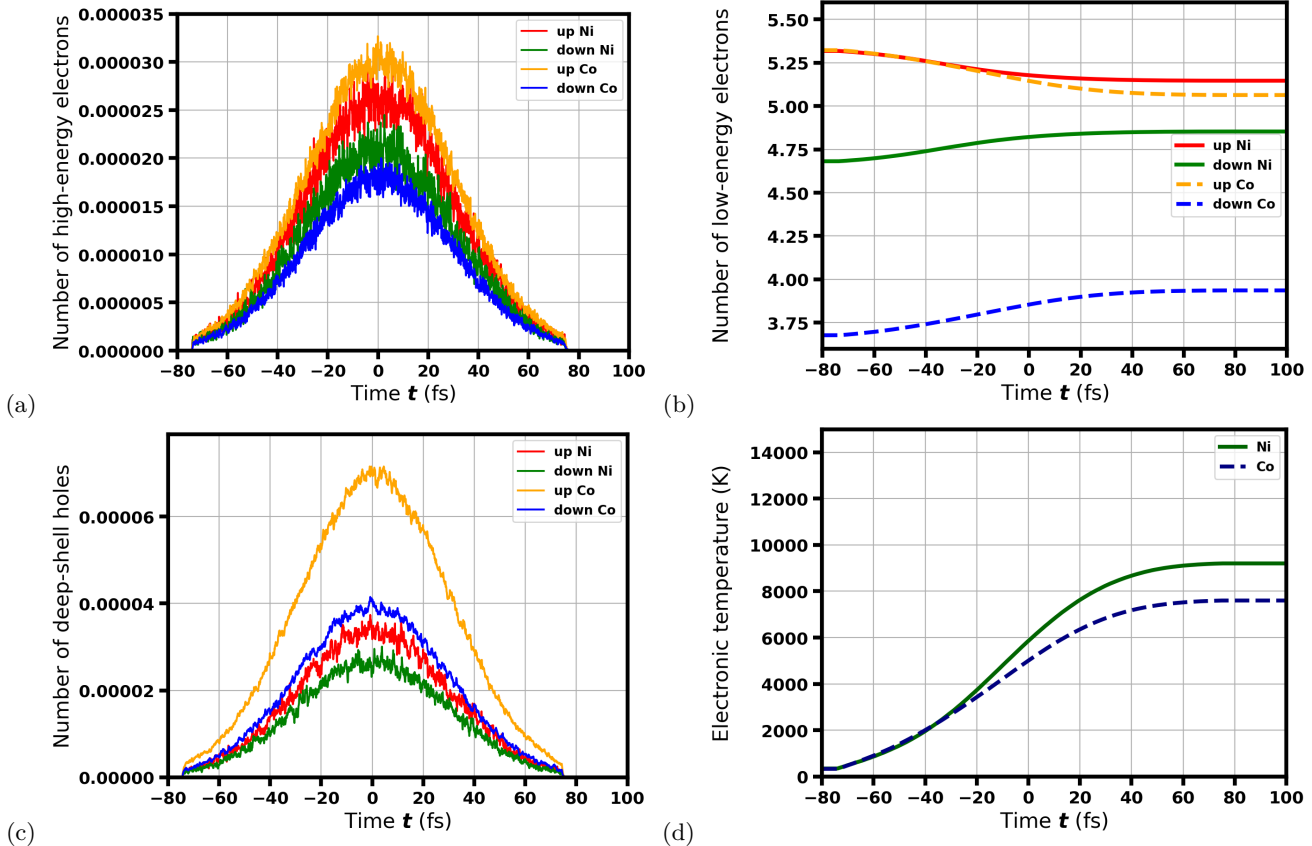 Number of high-energy electrons
0.000035
0.000030
0.000025
0.000020
0.000015
0.000010
0.000005
0.000000
up Ni
down Ni
up Co
down Co
−80 −60 −40 −20 0 20 40 60 80 100
Time t (fs)
(a)
Number of low-energy electrons
5.50
5.25
5.00
4.75
4.50
4.25
4.00
3.75
up Ni
down Ni
up Co
down Co
−80 −60 −40 −20 0 20 40 60 80 100
Time t (fs)
(b)
Number of deep-shell holes
0.00006
0.00004
0.00002
0.00000
up Ni
down Ni
up Co
down Co
−80 −60 −40 −20 0 20 40 60 80 100
Time t (fs)
(c)
Electronic temperature (K)
14000
12000
10000
8000
6000
4000
2000
0
Ni
Co
−80 −60 −40 −20 0 20 40 60 80 100
Time t (fs)
(d)